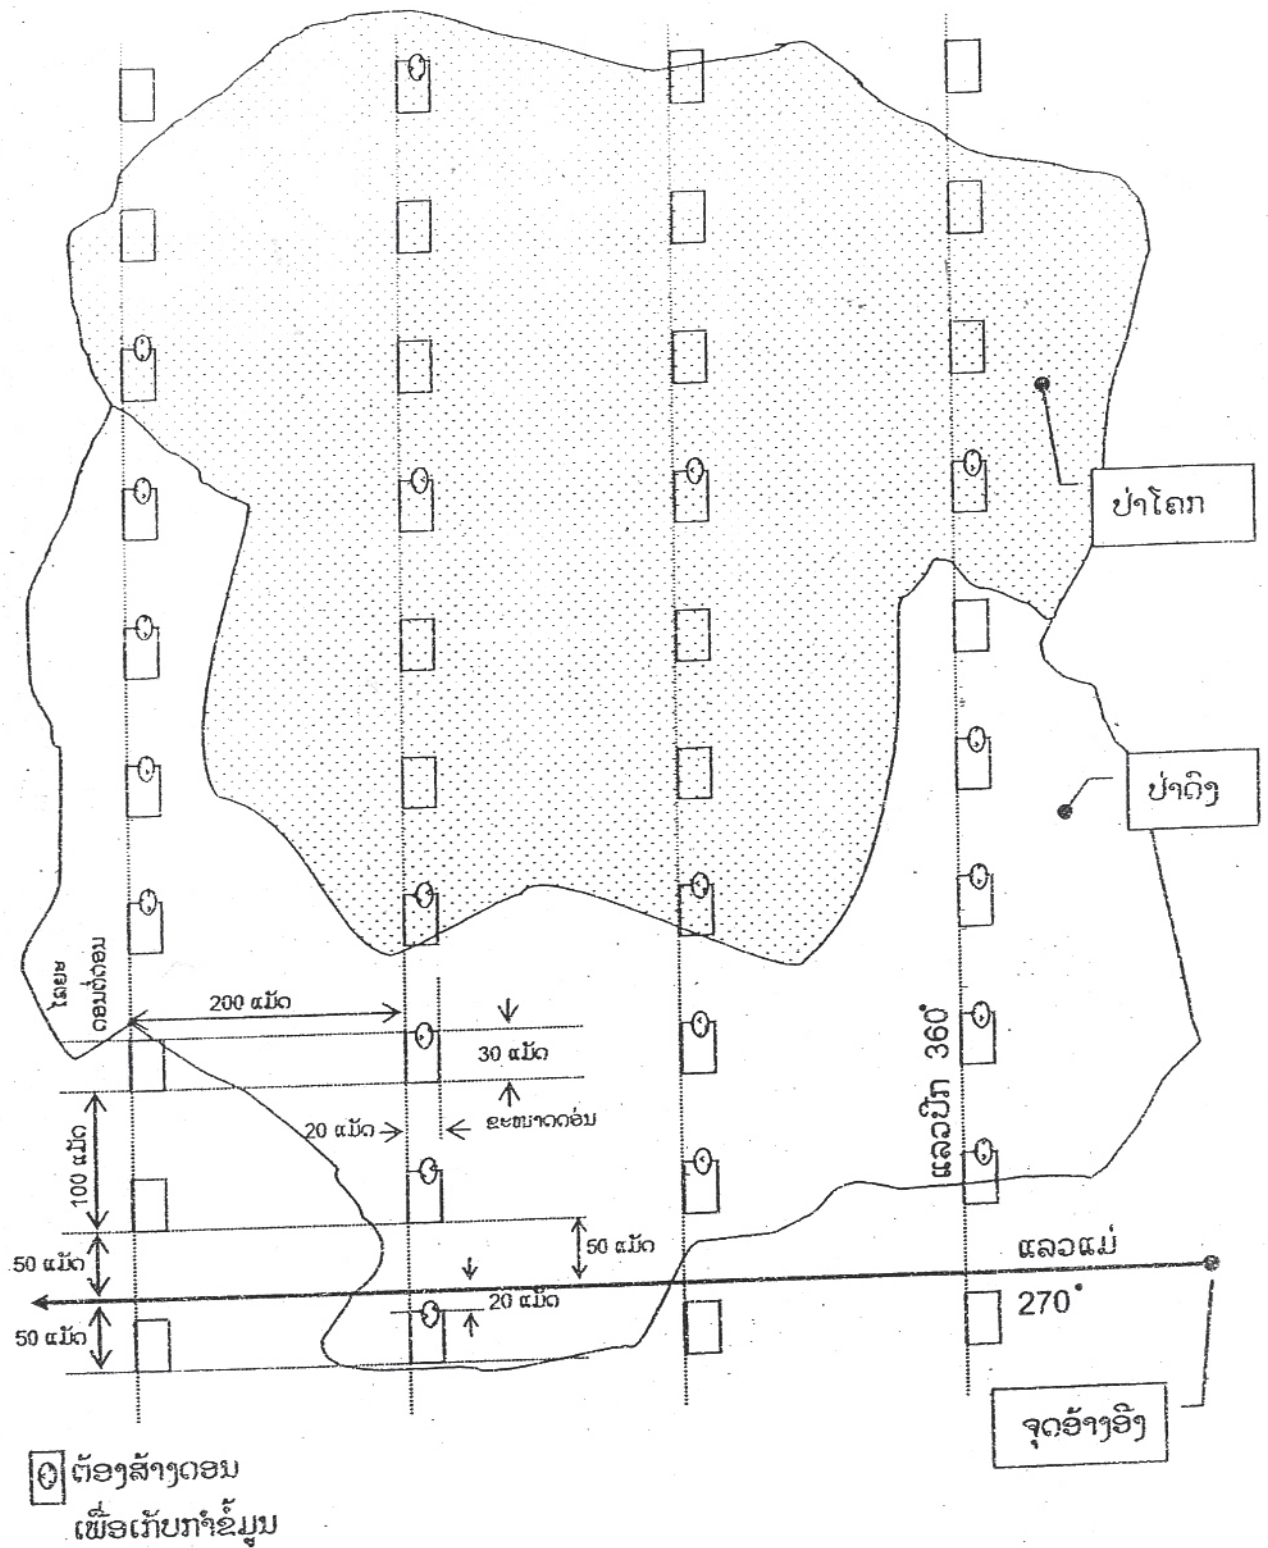 ປ່າໂຄກ
ປ່າດົງ
ໄລຍະ
ດອນຕໍ່ດອນ
200 ແມັດ
30 ແມັດ
20 ແມັດ
ຂະໜາດດອ່ນ
100 ແມັດ
ແລວປີກ 360°
50 ແມັດ
50 ແມັດ
ແລວແມ່
20 ແມັດ
270°
50 ແມັດ
ຈຸດອ້າງອີງ
ຕ້ອງສ້າງດອນ
ເພື່ອເກັບກຳຂໍ້ມູນ